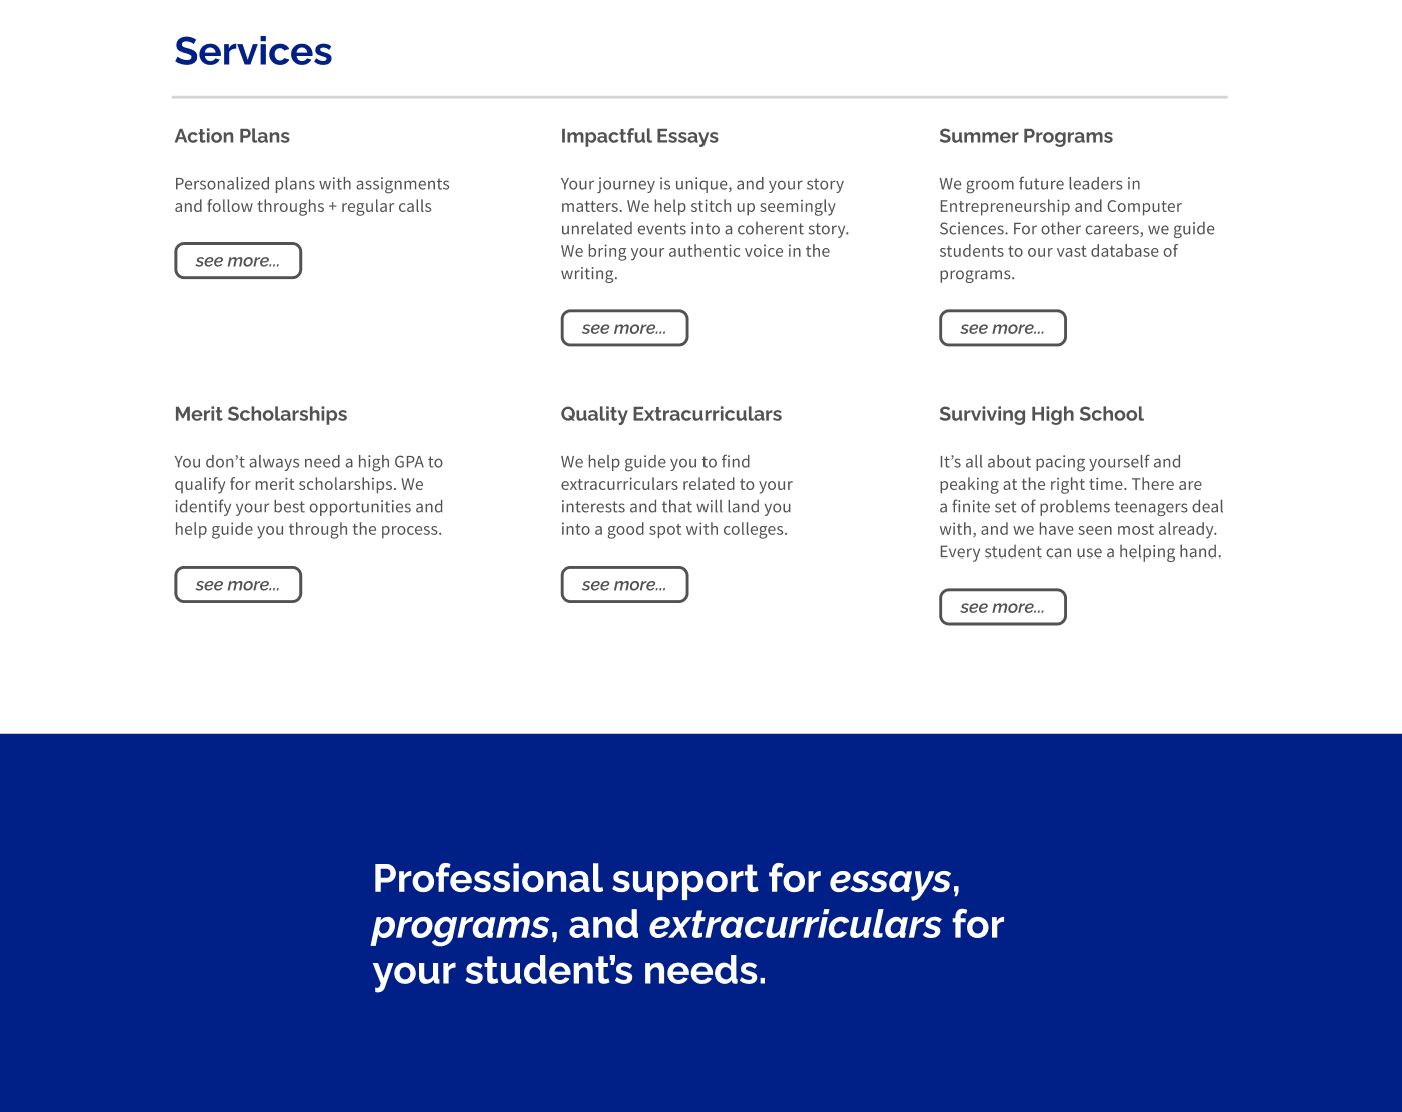 Services
Action Plans
Personalized plans with assignments
and follow throughs + regular calls
see more...
Impactful Essays
Your journey is unique, and your story
matters. We help stitch up seemingly
unrelated events into a coherent story.
We bring your authentic voice in the
writing.
see more...
Summer Programs
We groom future leaders in
Entrepreneurship and Computer
Sciences. For other careers, we guide
students to our vast database of
programs.
see more...
Merit Scholarships
You don’t always need a high GPA to
qualify for merit scholarships. We
identify your best opportunities and
help guide you through the process.
see more...
Quality Extracurriculars
We help guide you to find
extracurriculars related to your
interests and that will land you
into a good spot with colleges.
see more...
Surviving High School
It’s all about pacing yourself and
peaking at the right time. There are
a finite set of problems teenagers deal
with, and we have seen most already.
Every student can use a helping hand.
see more...
Professional support for essays,
programs, and extracurriculars for
your student’s needs.